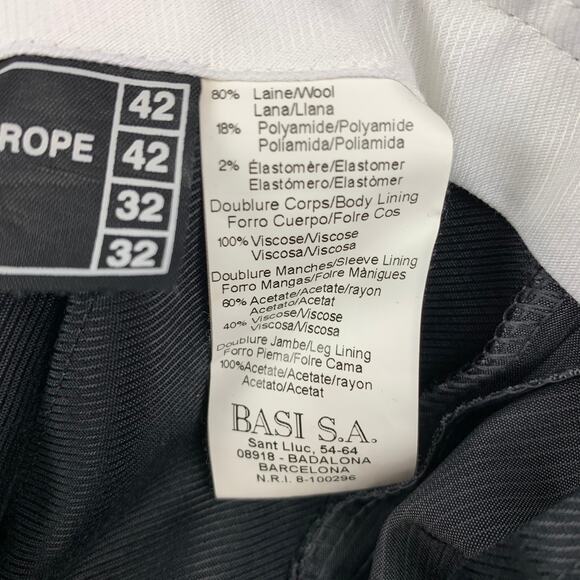 ROPE
42
42
32
32
80% Laine/Wool
Lana/Llana
18% Polyamide/Polyamide
Poliamida/Poliamida
2% Élastomère/Elastomer
Elastómero/Elastòmer
Doublure Corps/Body Lining
Forro Cuerpo/Folre Cos
100% Viscose/Viscose
Viscosa/Viscosa
Doublure Manches/Sleeve Lining
Forro Mangas/Folre Mànigues
60% Acetate/Acetate/rayon
Acetato/Acetat
40% Viscose/Viscose
Viscosa/Viscosa
Doublure Jambe/Leg Lining
Forro Pierna/Folre Cama
100%Acetate/Acetate/rayon
Acetato/Acetat
BASI S.A.
Sant Lluc, 54-64
08918 - BADALONA
BARCELONA
N.R.I. 8-100296